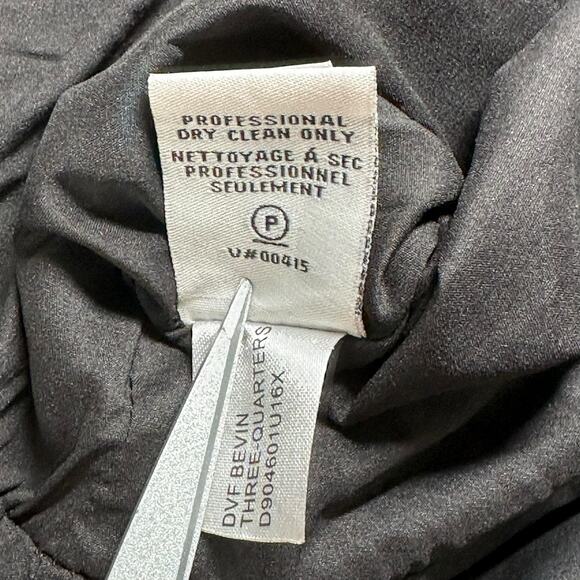 PROFESSIONAL
DRY CLEAN ONLY
NETTOYAGE Á SEC
PROFESSIONNEL
SEULEMENT
P
V#00415
DVF BEVIN
THREE-QUARTERS
D904601U16X